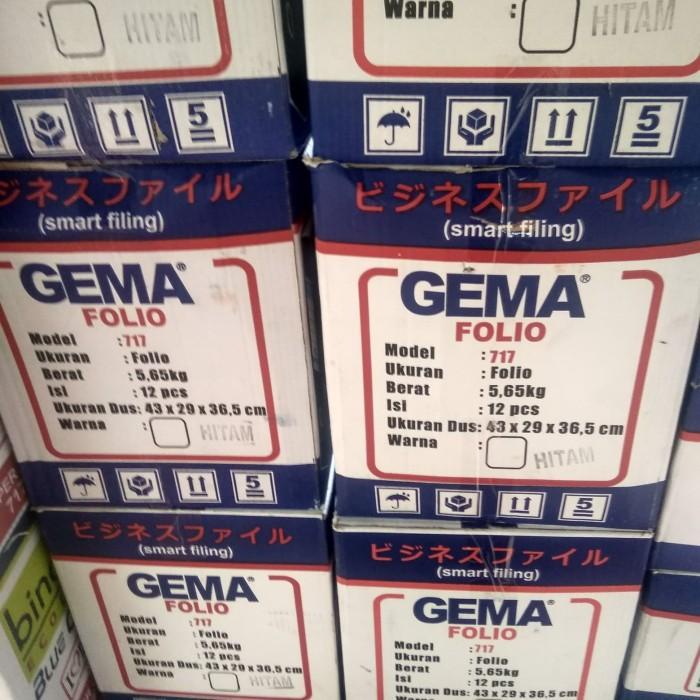 HITAM
Warna : HITAM
5
5
ビジネスファイル
(smart filing)
GEMA®
FOLIO
Model : 717
Ukuran : Folio
Berat : 5,65kg
Isi : 12 pcs
Ukuran Dus: 43 x 29 x 36,5 cm
Warna : HITAM
5
ビジネスファイル
(smart filing)
GEMA®
FOLIO
Model : 717
Ukuran : Folio
Berat : 5,65kg
Isi : 12 pcs
Ukuran Dus: 43 x 29 x 36,5 cm
Warna : HITAM
5
ビジネスファイル
(smart filing)
GEMA®
FOLIO
Model : 717
Ukuran : Folio
Berat : 5,65kg
Isi : 12 pcs
Ukuran Dus: 43 x 29 x 36,5 cm
Warna : HITAM
ビジネスファイル
(smart filing)
GEMA®
FOLIO
Model : 717
Ukuran : Folio
Berat : 5,65kg
Isi : 12 pcs
Ukuran Dus: 43 x 29 x 36,5 cm